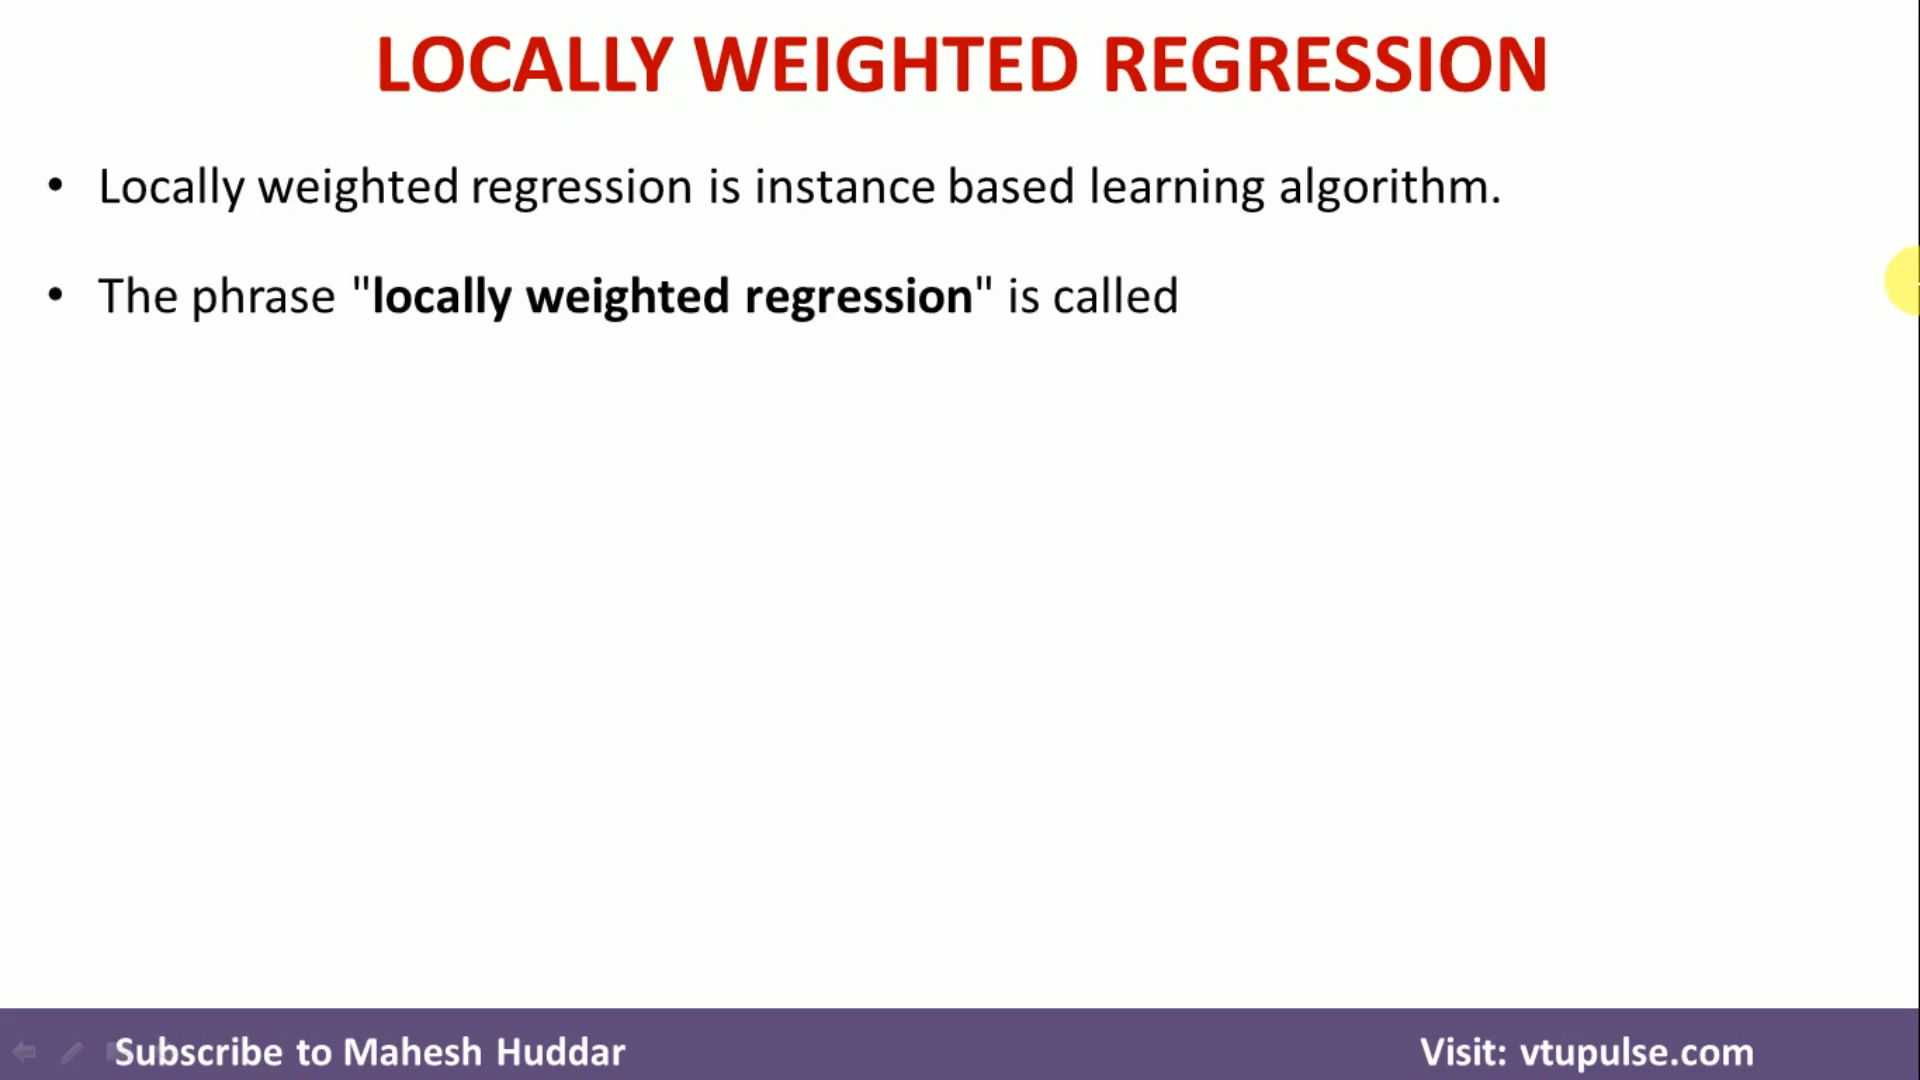 LOCALLY WEIGHTED REGRESSION
• Locally weighted regression is instance based learning algorithm.
• The phrase "locally weighted regression" is called
Subscribe to Mahesh Huddar
Visit: vtupulse.com